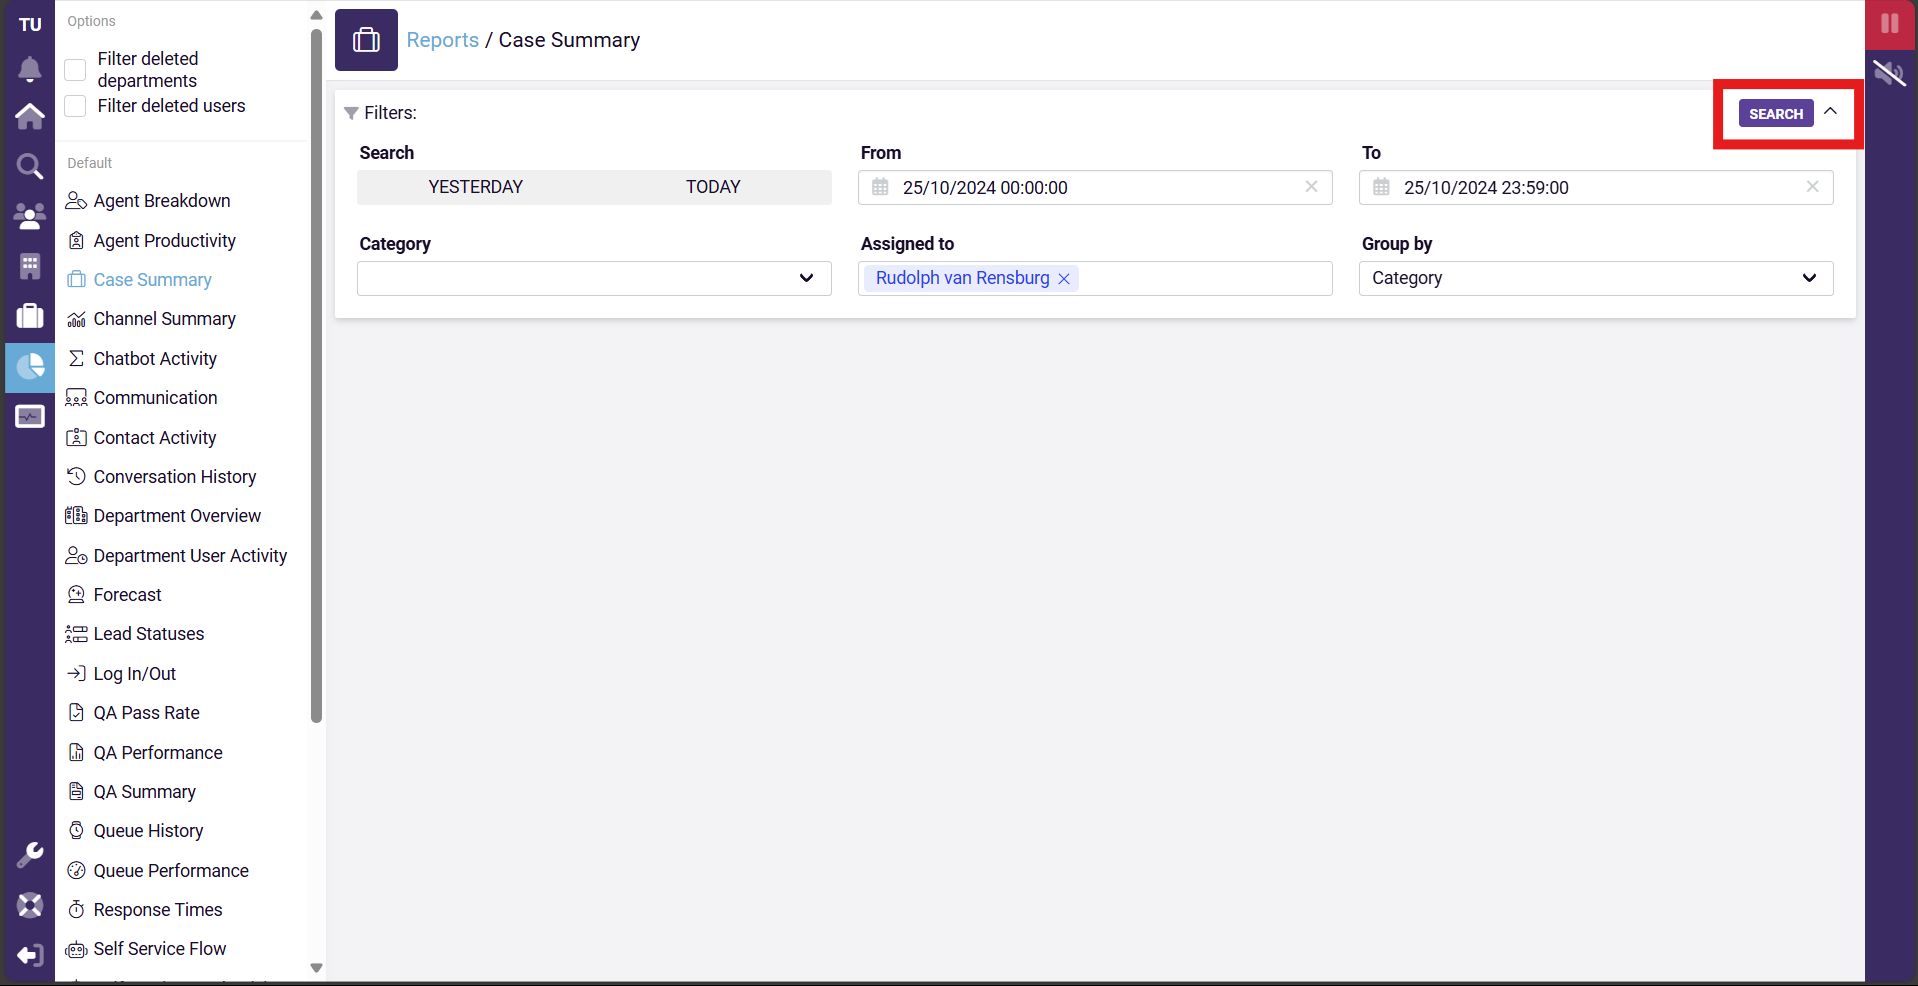 TU
Options
Filter deleted
departments
Filter deleted users
Default
Agent Breakdown
Agent Productivity
Case Summary
Channel Summary
Chatbot Activity
Communication
Contact Activity
Conversation History
Department Overview
Department User Activity
Forecast
Lead Statuses
Log In/Out
QA Pass Rate
QA Performance
QA Summary
Queue History
Queue Performance
Response Times
Self Service Flow
Reports / Case Summary
Filters:
SEARCH
Search
From
To
YESTERDAY TODAY
25/10/2024 00:00:00
25/10/2024 23:59:00
Category
Assigned to
Group by
Rudolph van Rensburg
Category